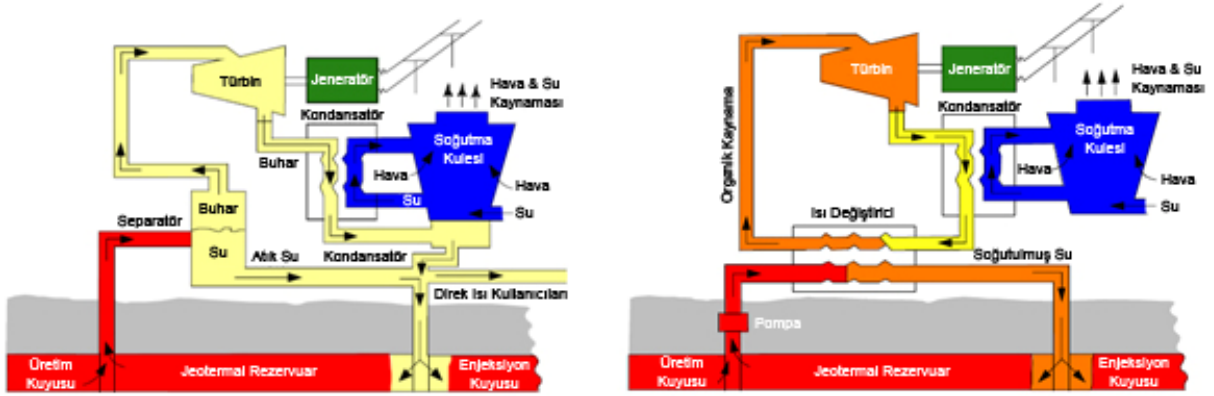 Türbin
Jeneratör
Hava & Su
Kaynaması
Kondansatör
Soğutma
Kulesi
Buhar
Hava
Hava
Su
Su
Buhar
Separatör
Su
Atık Su
Kondansatör
Direk Isı Kullanıcıları
Üretim
Kuyusu
Jeotermal Rezervuar
Enjeksiyon
Kuyusu
Türbin
Jeneratör
Hava & Su
Kaynaması
Kondansatör
Soğutma
Kulesi
Organik Kaynama
Hava
Hava
Su
Isı Değiştirici
Soğutulmuş Su
Pompa
Üretim
Kuyusu
Jeotermal Rezervuar
Enjeksiyon
Kuyusu